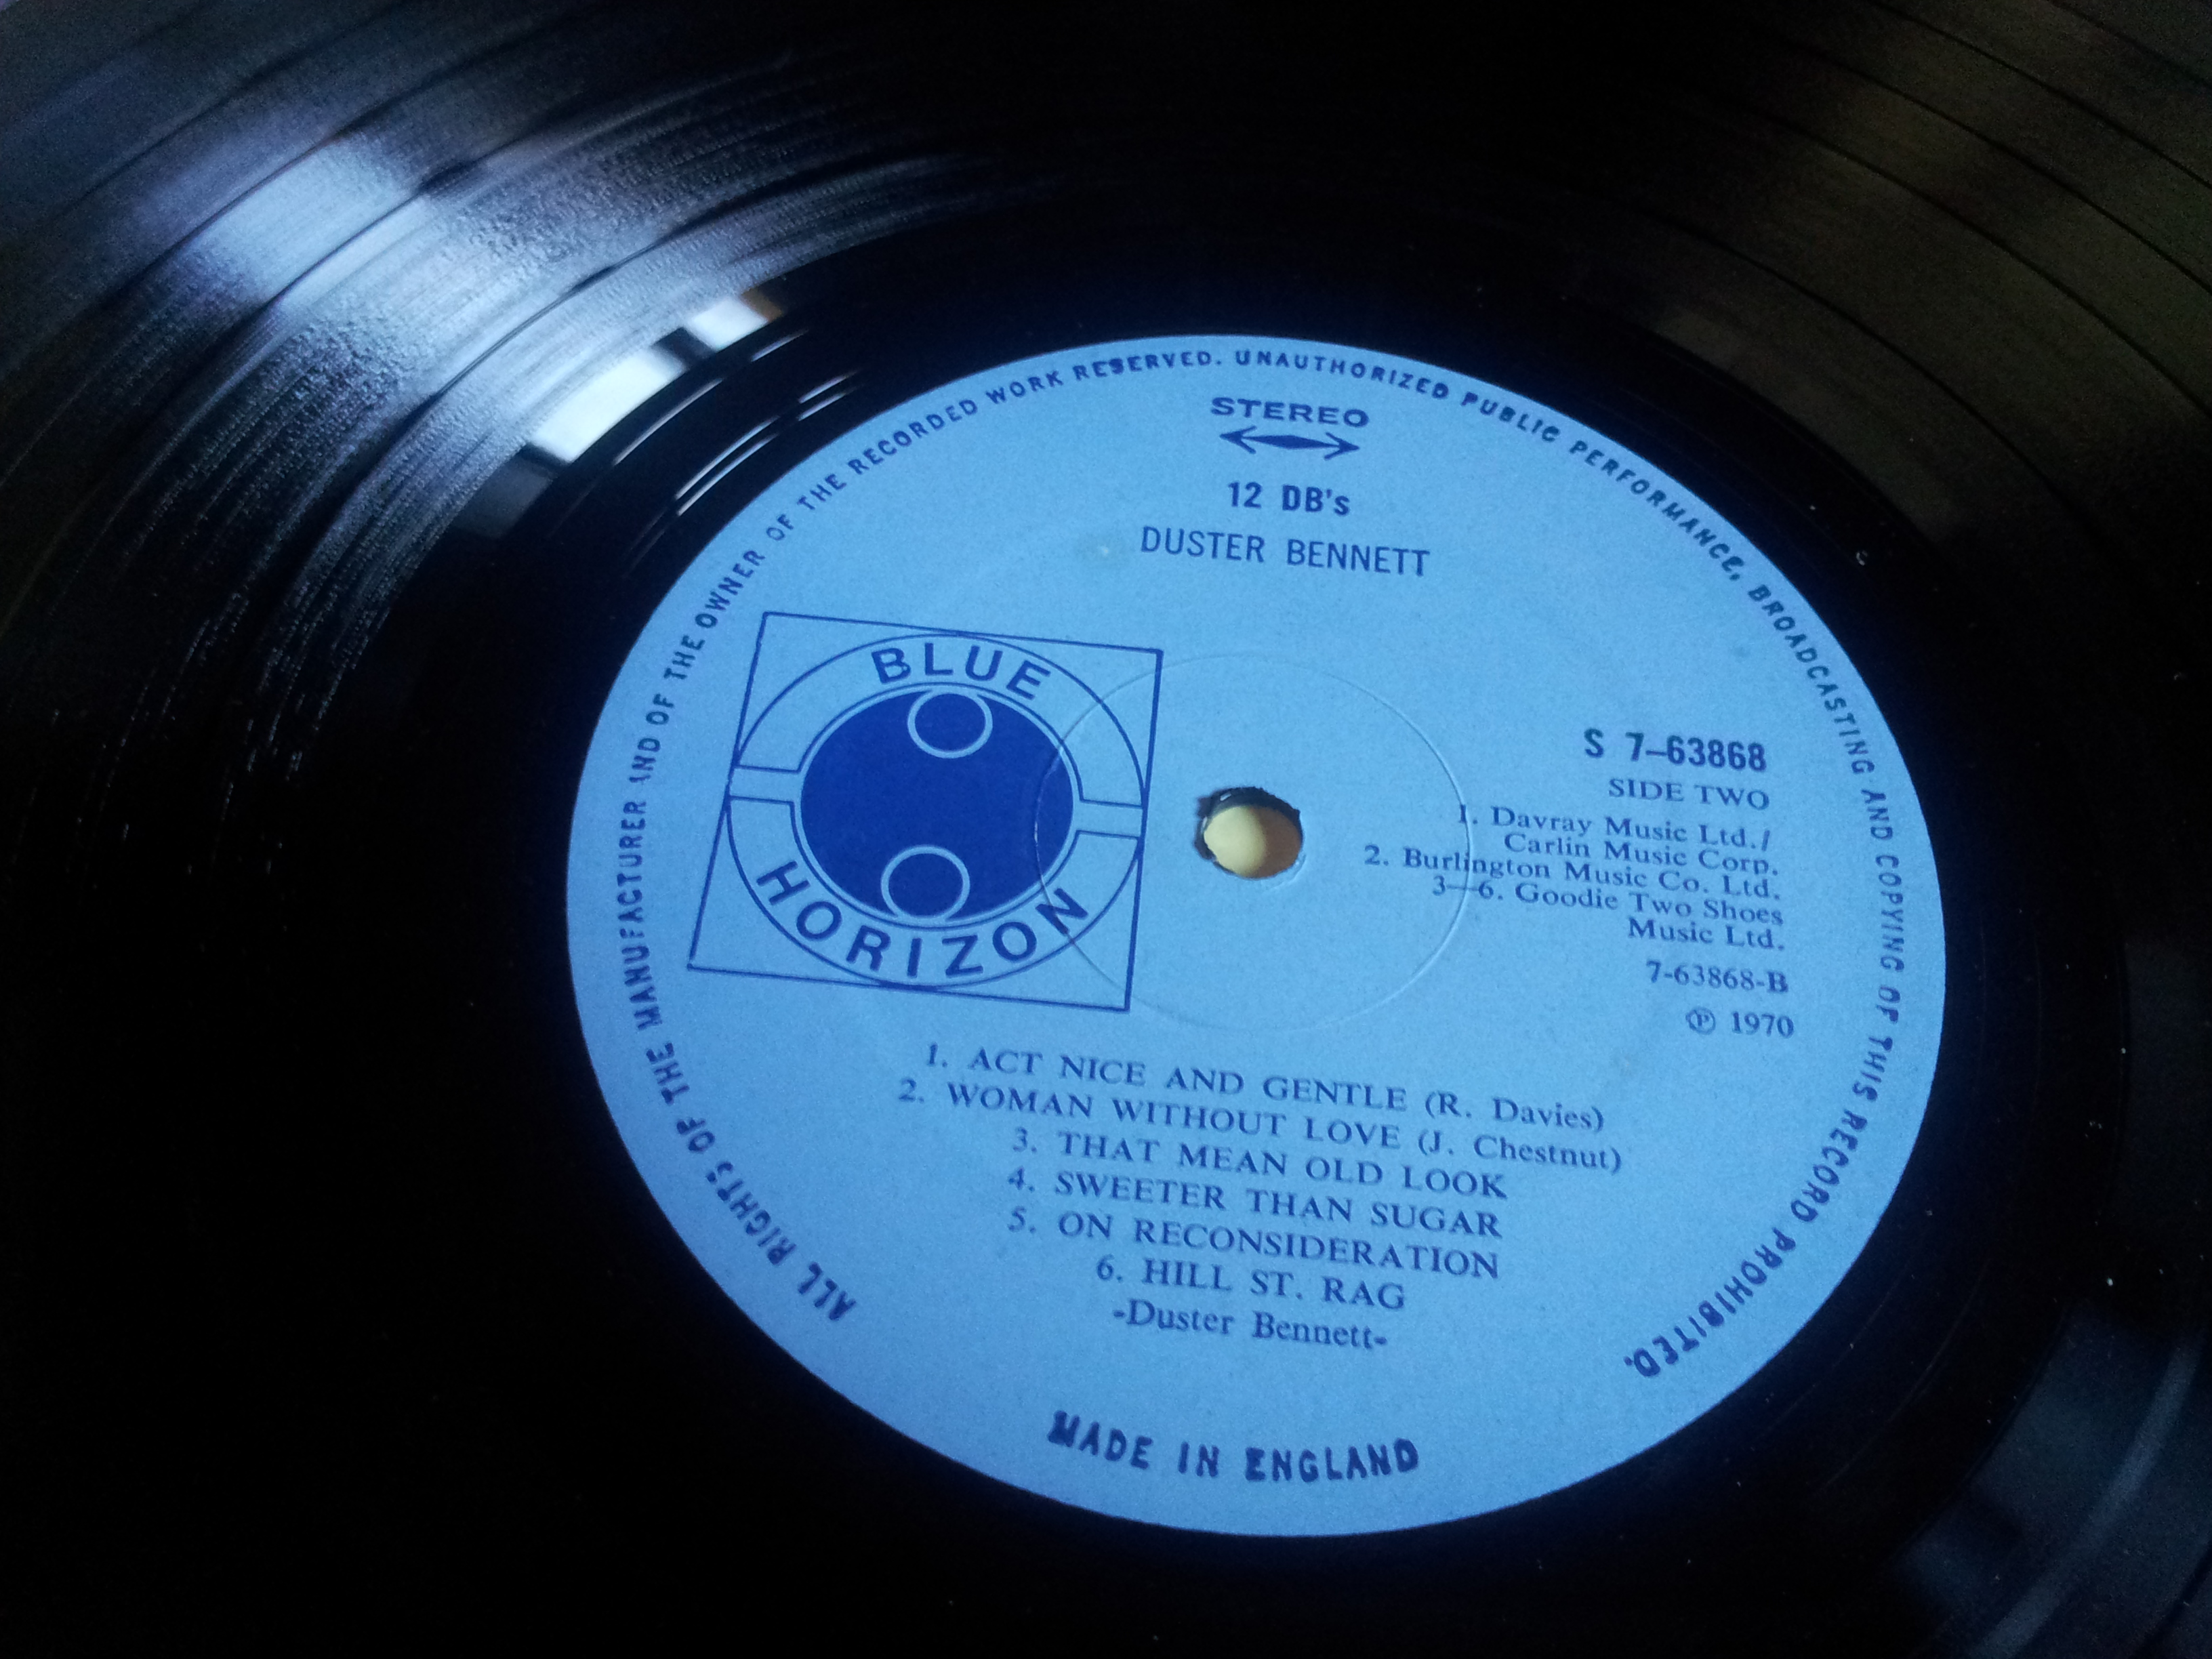 ALL RIGHTS OF THE MANUFACTURER AND OF THE OWNER OF THE RECORDED WORK RESERVED. UNAUTHORIZED PUBLIC PERFORMANCE, BROADCASTING AND COPYING OF THIS RECORD PROHIBITED.
STEREO
12 DB's
DUSTER BENNETT
BLUE
HORIZON
S 7-63868
SIDE TWO
1. Davray Music Ltd./
Carlin Music Corp.
2. Burlington Music Co. Ltd.
3—6. Goodie Two Shoes
Music Ltd.
7-63868-B
Ⓟ 1970
1. ACT NICE AND GENTLE (R. Davies)
2. WOMAN WITHOUT LOVE (J. Chestnut)
3. THAT MEAN OLD LOOK
4. SWEETER THAN SUGAR
5. ON RECONSIDERATION
6. HILL ST. RAG
-Duster Bennett-
MADE IN ENGLAND